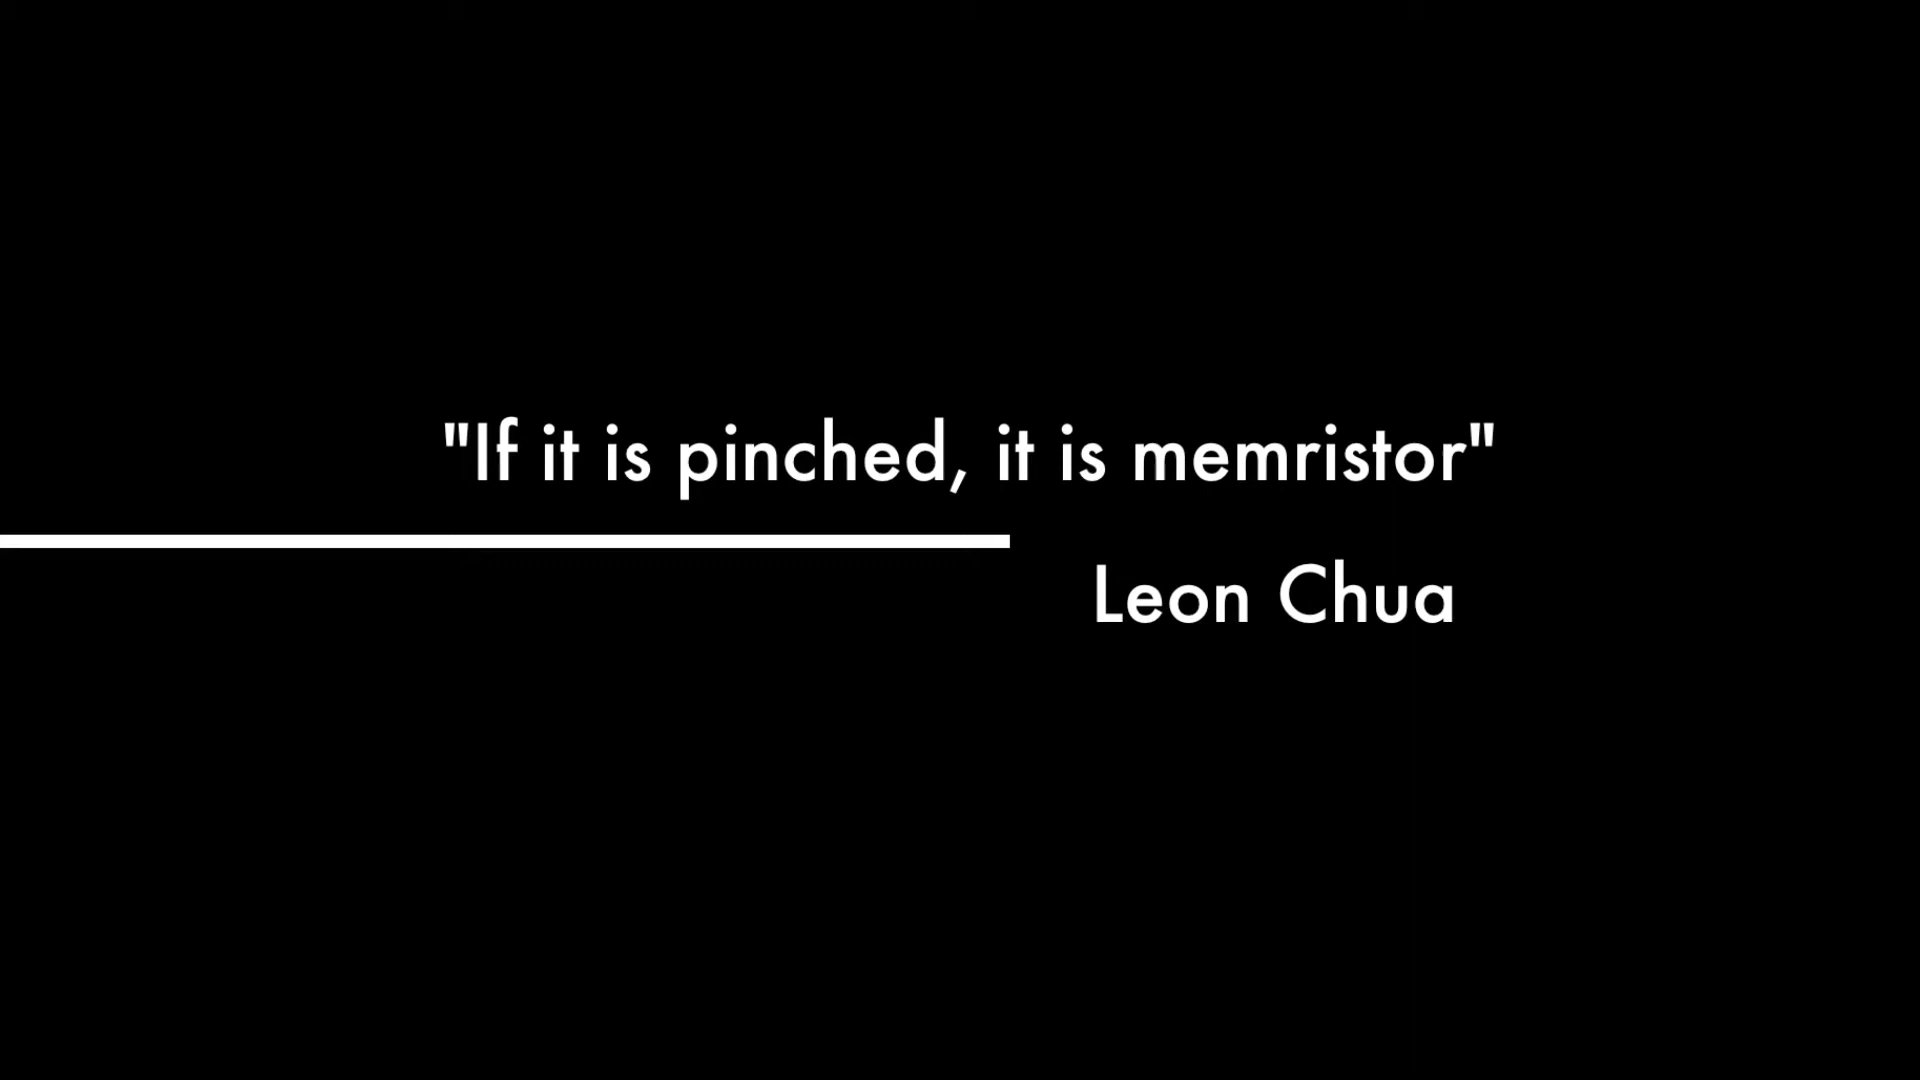 "If it is pinched, it is memristor"
Leon Chua